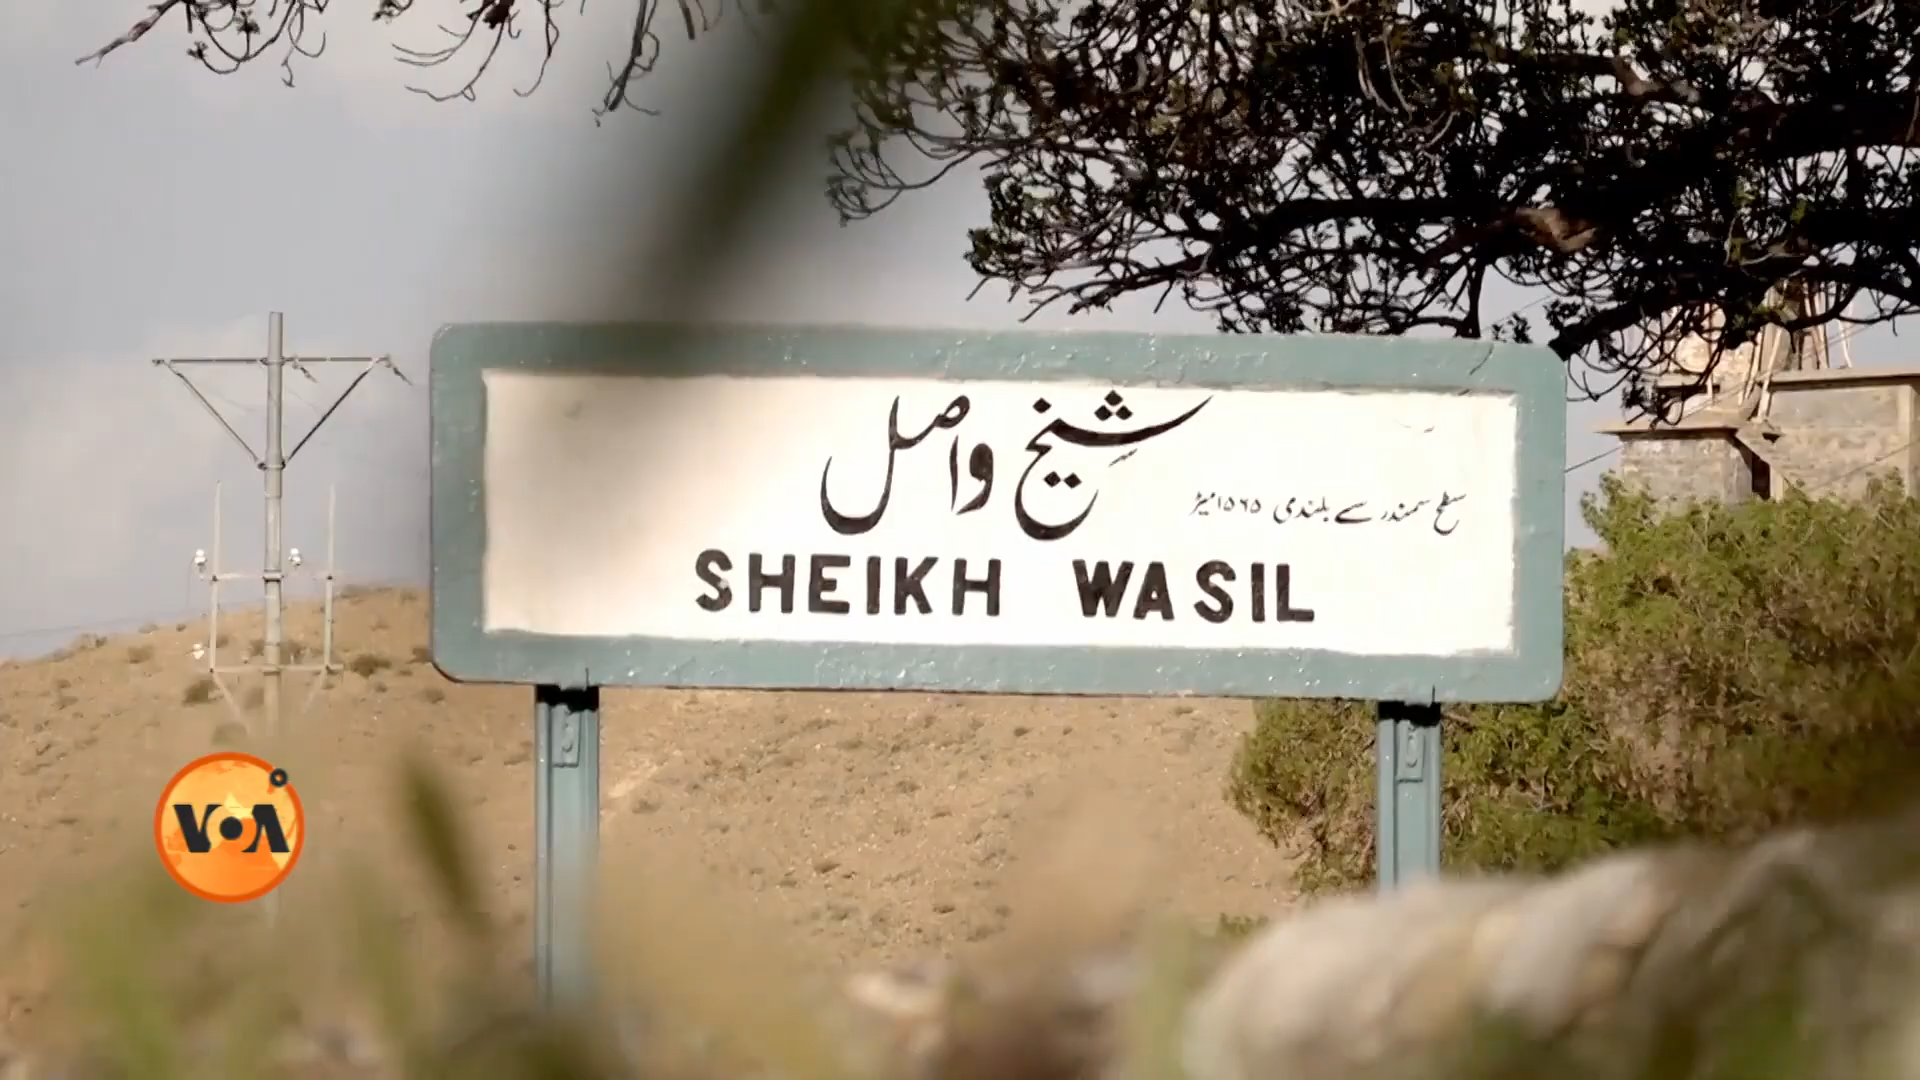 شیخ واصل
سطح سمندر سے بلندی ۱۵۶۵ میٹر
SHEIKH WASIL
VOA